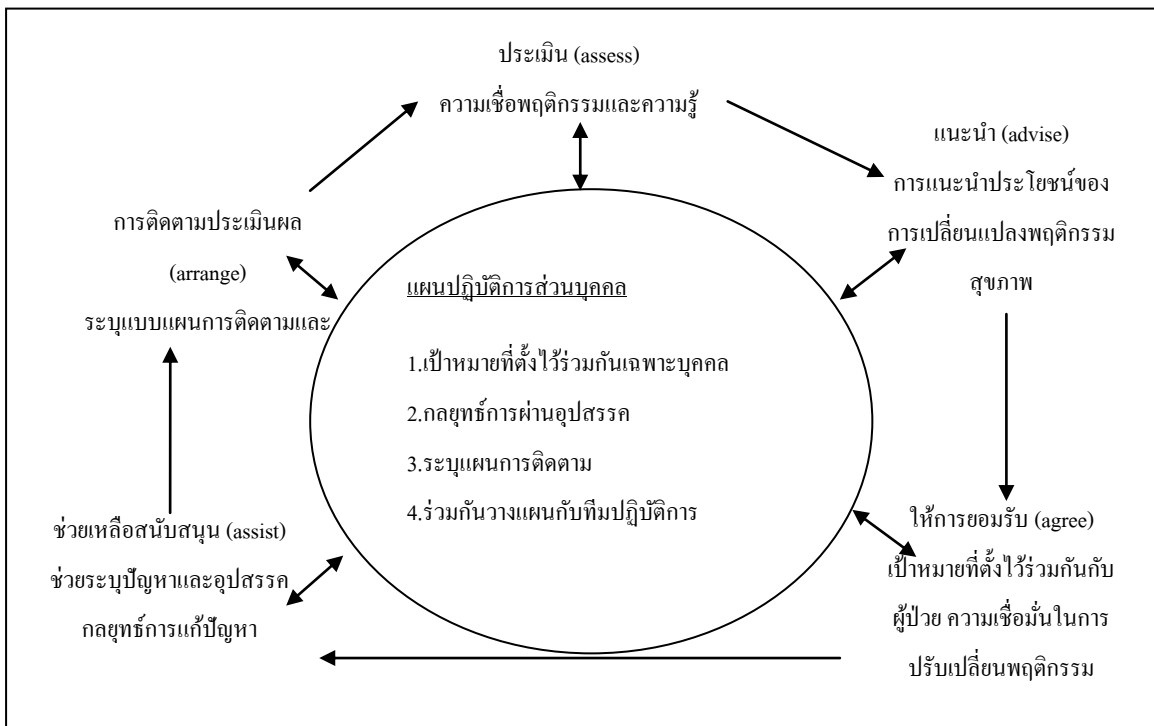 ประเมิน (assess)
ความเชื่อพฤติกรรมและความรู้
แนะนำ (advise)
การแนะนำประโยชน์ของ
การเปลี่ยนแปลงพฤติกรรม
สุขภาพ
ให้การยอมรับ (agree)
เป้าหมายที่ตั้งไว้ร่วมกันกับ
ผู้ป่วย ความเชื่อมั่นในการ
ปรับเปลี่ยนพฤติกรรม
ช่วยเหลือสนับสนุน (assist)
ช่วยระบุปัญหาและอุปสรรค
กลยุทธ์การแก้ปัญหา
การติดตามประเมินผล
(arrange)
ระบุแบบแผนการติดตามและ
แผนปฏิบัติการส่วนบุคคล
1.เป้าหมายที่ตั้งไว้ร่วมกันเฉพาะบุคคล
2.กลยุทธ์การผ่านอุปสรรค
3.ระบุแผนการติดตาม
4.ร่วมกันวางแผนกับทีมปฏิบัติการ